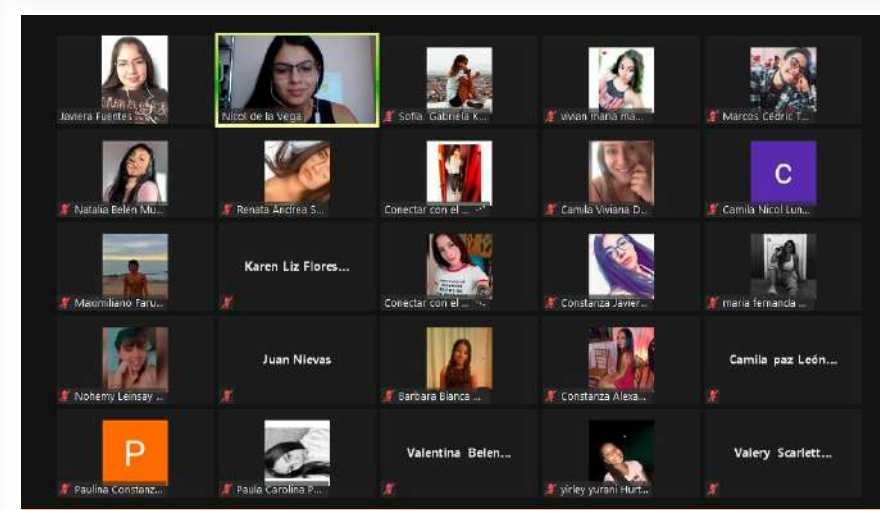 Javiera Fuentes
Nicol de la Vega
Sofia Gabriela K...
vivian maria ma...
Marcos Cédric T...
Natalia Belén Mu...
Renata Andrea S...
Conectar con el ...
Camila Viviana D...
C
Camila Nicol Lun...
Maximiliano Faru...
Karen Liz Flores...
Conectar con el ...
Constanza Javier...
maria fernanda
Nohemy Leinsay ...
Juan Nievas
Barbara Blanca ...
Constanza Alexa...
Camila paz León...
P
Paulina Constanz...
Paula Carolina P...
Valentina Belen...
yirley yurani Hurt...
Valery Scarlett...